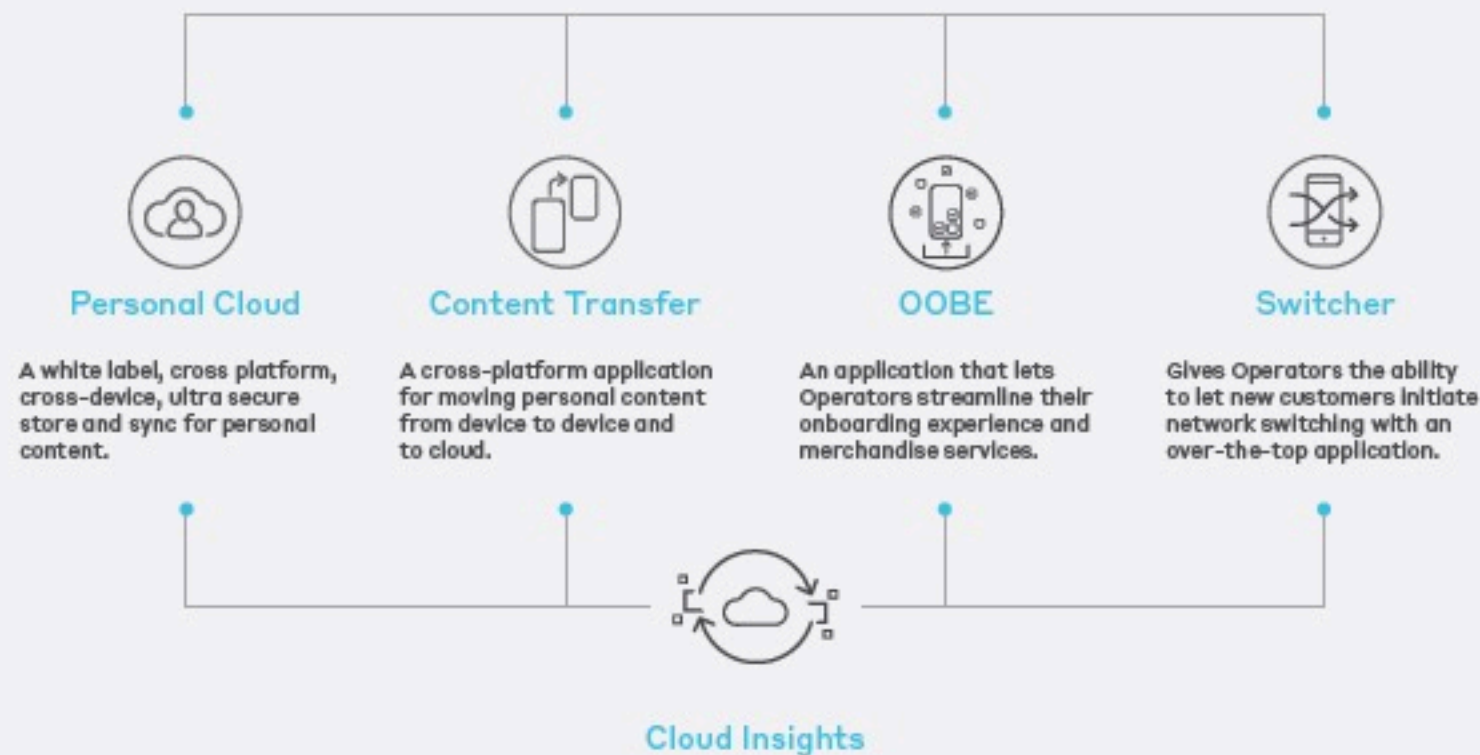 Personal Cloud
A white label, cross platform,
cross-device, ultra secure
store and sync for personal
content.
Content Transfer
A cross-platform application
for moving personal content
from device to device and
to cloud.
OOBE
An application that lets
Operators streamline their
onboarding experience and
merchandise services.
Switcher
Gives Operators the ability
to let new customers initiate
network switching with an
over-the-top application.
Cloud Insights